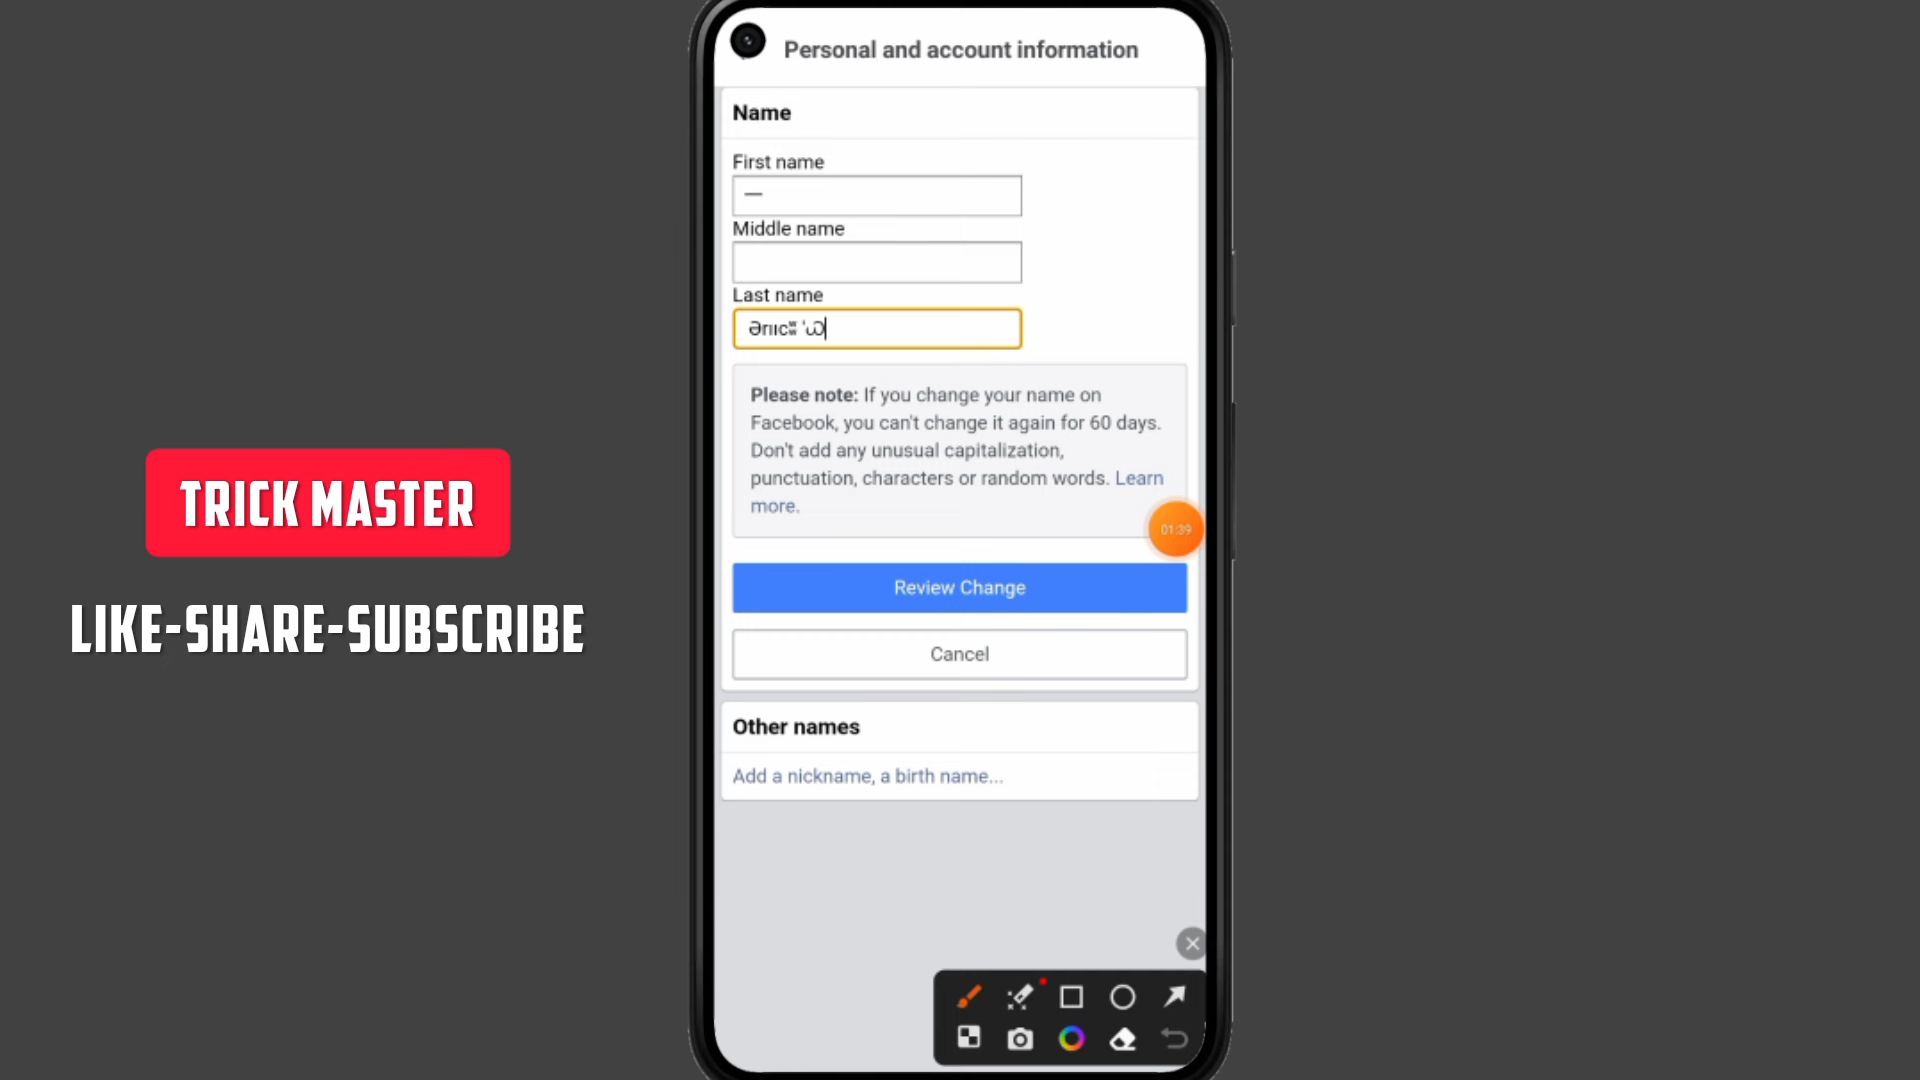 Personal and account information
Name
First name
—
Middle name
Last name
Please note: If you change your name on
Facebook, you can't change it again for 60 days.
Don't add any unusual capitalization,
punctuation, characters or random words. Learn
more.
01:39
Review Change
Cancel
Other names
Add a nickname, a birth name...
TRICK MASTER
LIKE-SHARE-SUBSCRIBE